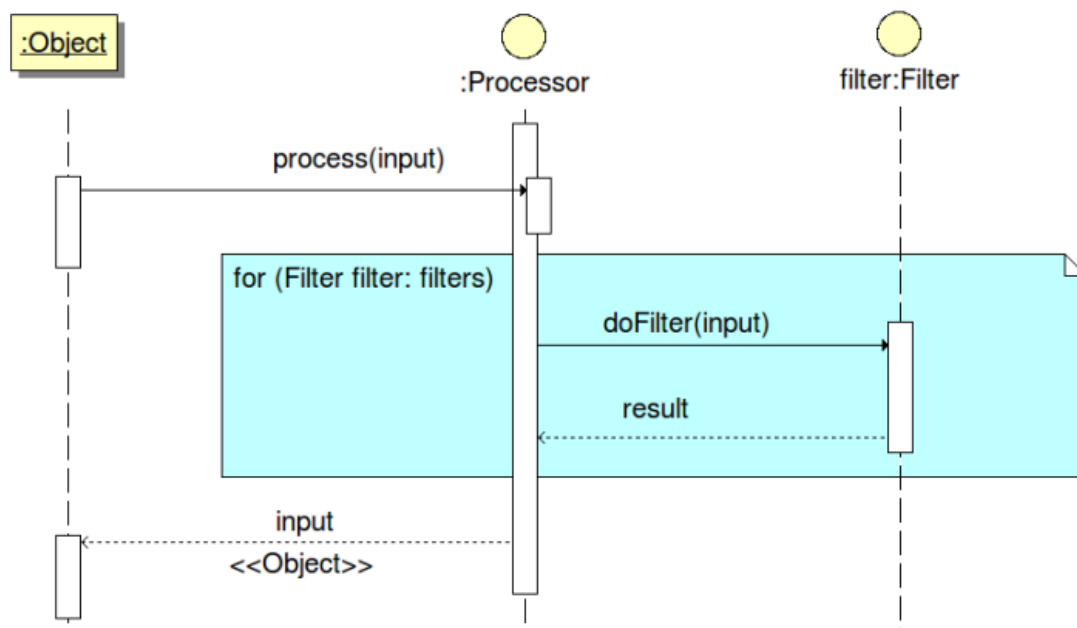 :Object
:Processor
filter:Filter
process(input)
for (Filter filter: filters)
doFilter(input)
result
input
<<Object>>